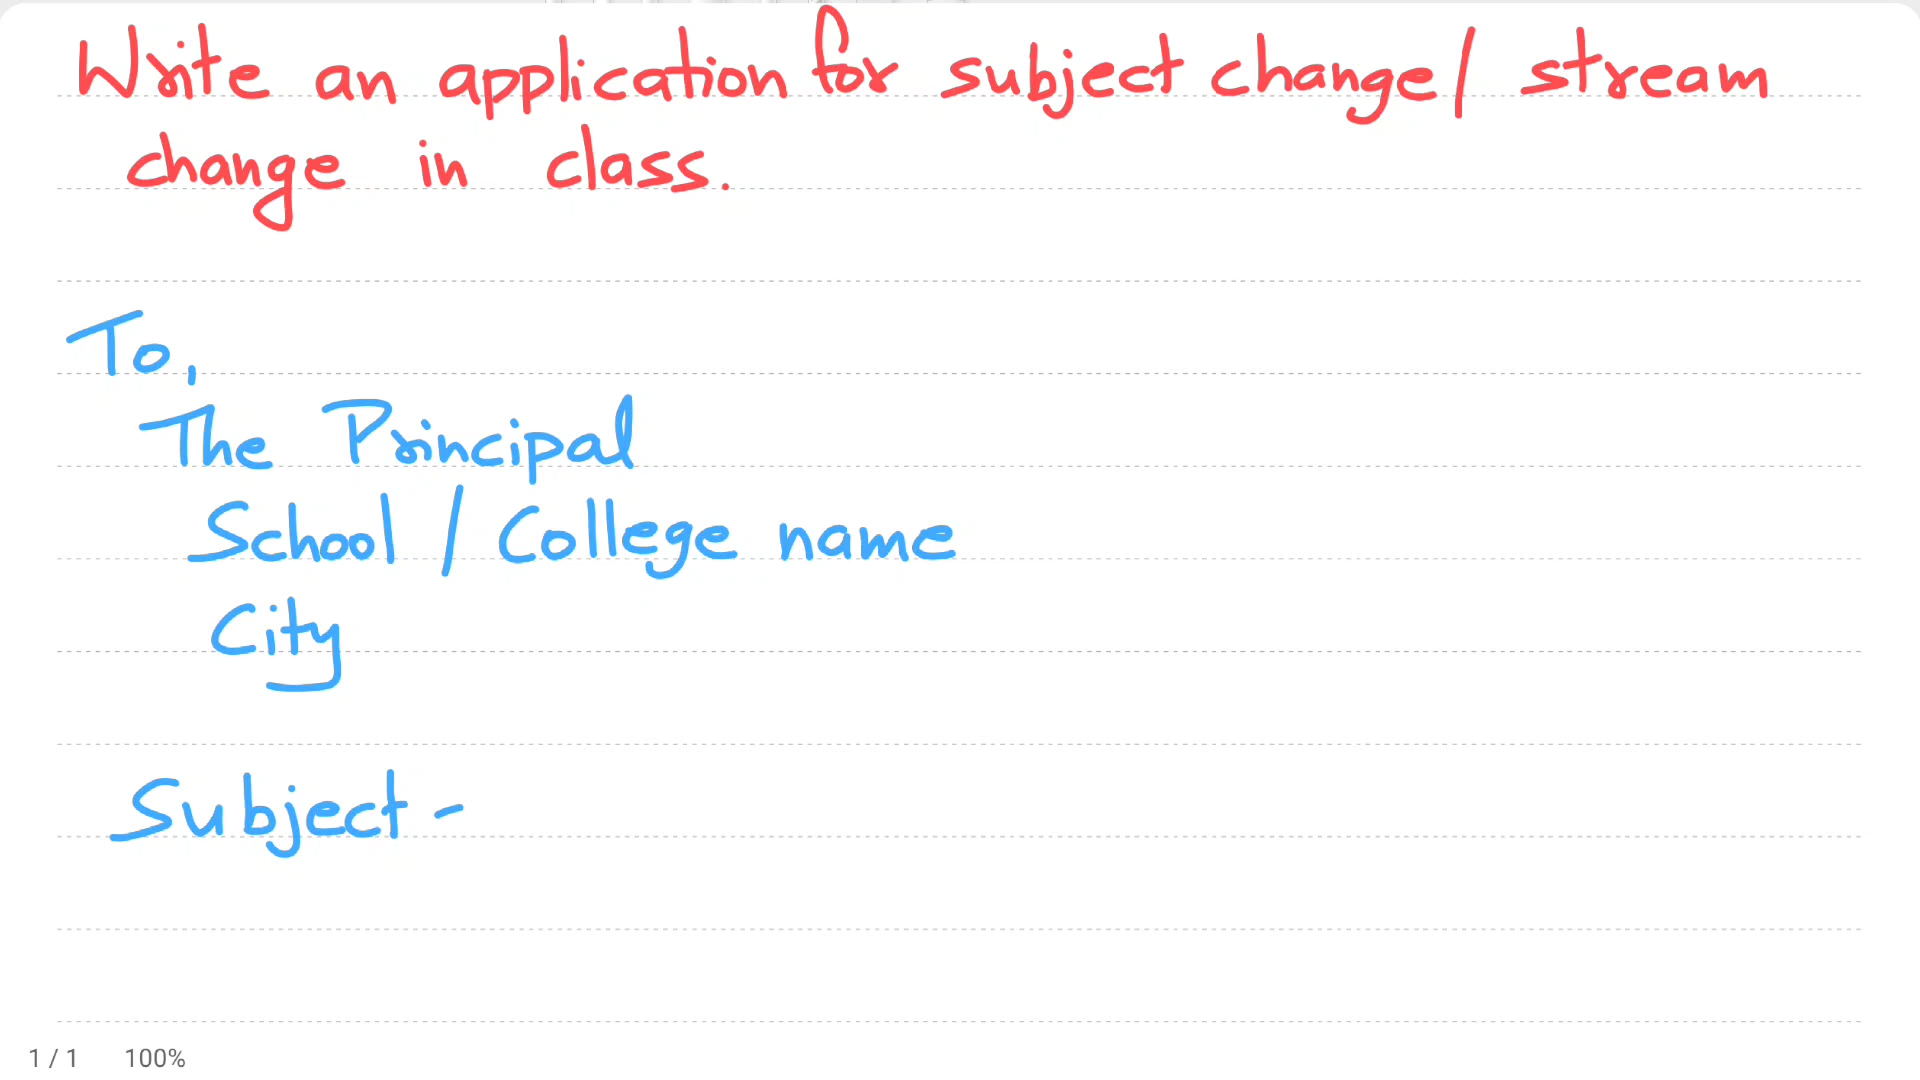 Write an application for subject change/ stream
change in class.
To,
The Principal
School / College name
City
Subject -
1 / 1 100%